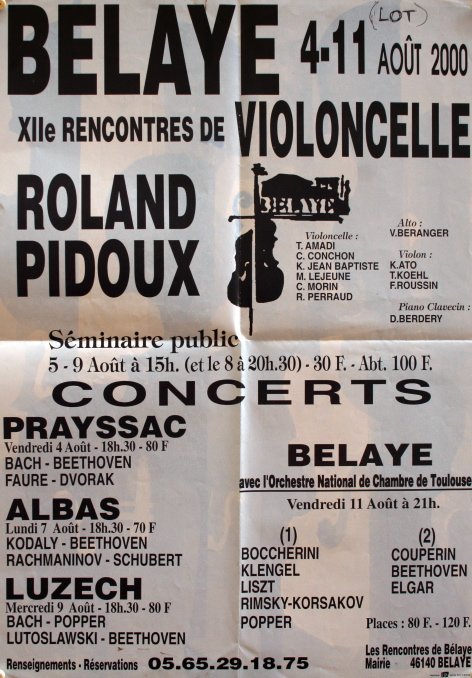 BELAYE 4-11 AOÛT 2000
(LOT)
XIIe RENCONTRES DE VIOLONCELLE
ROLAND
PIDOUX
BELAYE
Violoncelle :
T. AMADI
C. CONCHON
K. JEAN BAPTISTE
M. LEJEUNE
C. MORIN
R. PERRAUD
Alto :
V.BERANGER
Violon :
K.ATO
T.KOEHL
F.ROUSSIN
Piano Clavecin :
D.BERDERY
Séminaire public
5 - 9 Août à 15h. (et le 8 à 20h.30) - 30 F. - Abt. 100 F.
CONCERTS
PRAYSSAC
Vendredi 4 Août - 18h.30 - 80 F
BACH - BEETHOVEN
FAURE - DVORAK
ALBAS
Lundi 7 Août - 18h.30 - 70 F
KODALY - BEETHOVEN
RACHMANINOV - SCHUBERT
LUZECH
Mercredi 9 Août - 18h.30 - 80 F
BACH - POPPER
LUTOSLAWSKI - BEETHOVEN
BELAYE
avec l'Orchestre National de Chambre de Toulouse
Vendredi 11 Août à 21h.
(1)
BOCCHERINI
KLENGEL
LISZT
RIMSKY-KORSAKOV
POPPER
(2)
COUPERIN
BEETHOVEN
ELGAR
Places : 80 F. - 120 F.
Renseignements - Réservations 05.65.29.18.75
Les Rencontres de Bélaye
Mairie 46140 BELAYE